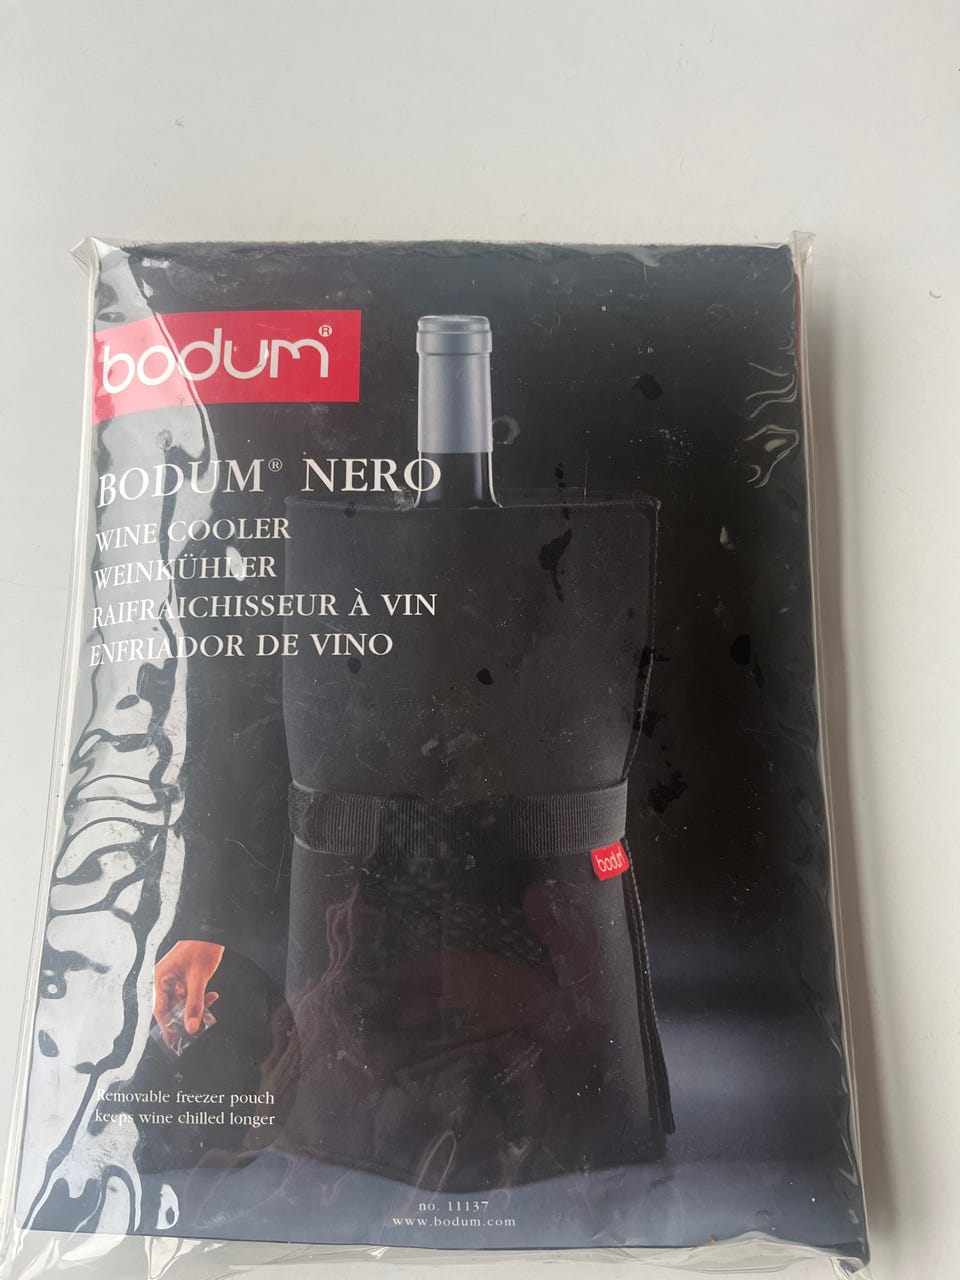 bodum®
BODUM® NERO
WINE COOLER
WEINKÜHLER
RAIFRAICHISSEUR À VIN
ENFRIADOR DE VINO
bodum
Removable freezer pouch
keeps wine chilled longer
no. 11137
www.bodum.com